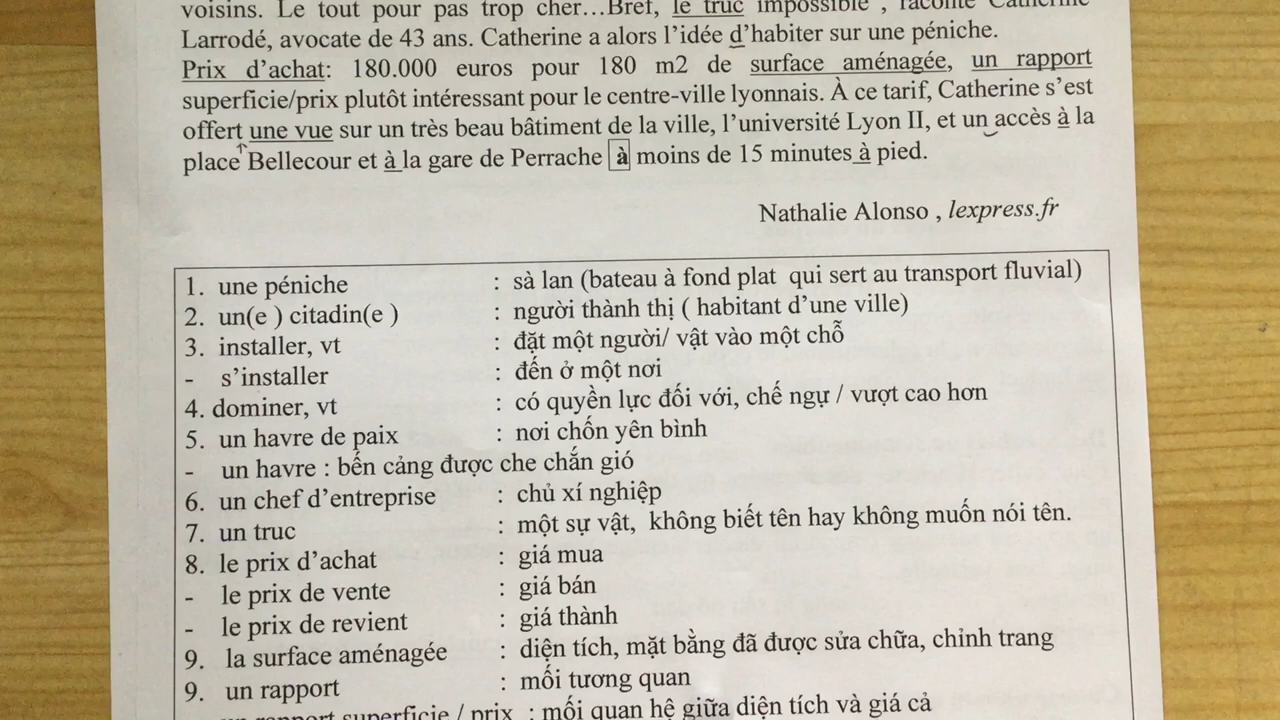 voisins. Le tout pour pas trop cher…Bref, le truc impossible , raconte Catherine
Larrodé, avocate de 43 ans. Catherine a alors l’idée d’habiter sur une péniche.
Prix d’achat: 180.000 euros pour 180 m2 de surface aménagée, un rapport
superficie/prix plutôt intéressant pour le centre-ville lyonnais. À ce tarif, Catherine s’est
offert une vue sur un très beau bâtiment de la ville, l’université Lyon II, et un accès à la
place Bellecour et à la gare de Perrache à moins de 15 minutes à pied.
Nathalie Alonso , lexpress.fr
1. une péniche : sà lan (bateau à fond plat qui sert au transport fluvial)
2. un(e ) citadin(e ) : người thành thị ( habitant d’une ville)
3. installer, vt : đặt một người/ vật vào một chỗ
- s’installer : đến ở một nơi
4. dominer, vt : có quyền lực đối với, chế ngự / vượt cao hơn
5. un havre de paix : nơi chốn yên bình
- un havre : bến cảng được che chắn gió
6. un chef d’entreprise : chủ xí nghiệp
7. un truc : một sự vật, không biết tên hay không muốn nói tên.
8. le prix d’achat : giá mua
- le prix de vente : giá bán
- le prix de revient : giá thành
9. la surface aménagée : diện tích, mặt bằng đã được sửa chữa, chỉnh trang
9. un rapport : mối tương quan
un rapport superficie / prix : mối quan hệ giữa diện tích và giá cả